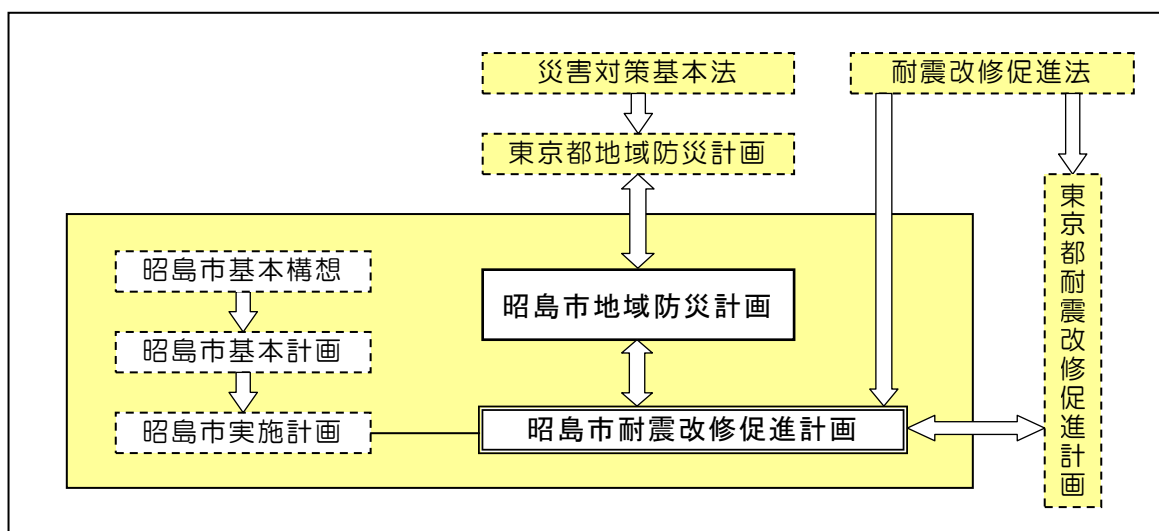 災害対策基本法
耐震改修促進法
東京都地域防災計画
東京都耐震改修促進計画
昭島市基本構想
昭島市地域防災計画
昭島市基本計画
昭島市実施計画
昭島市耐震改修促進計画